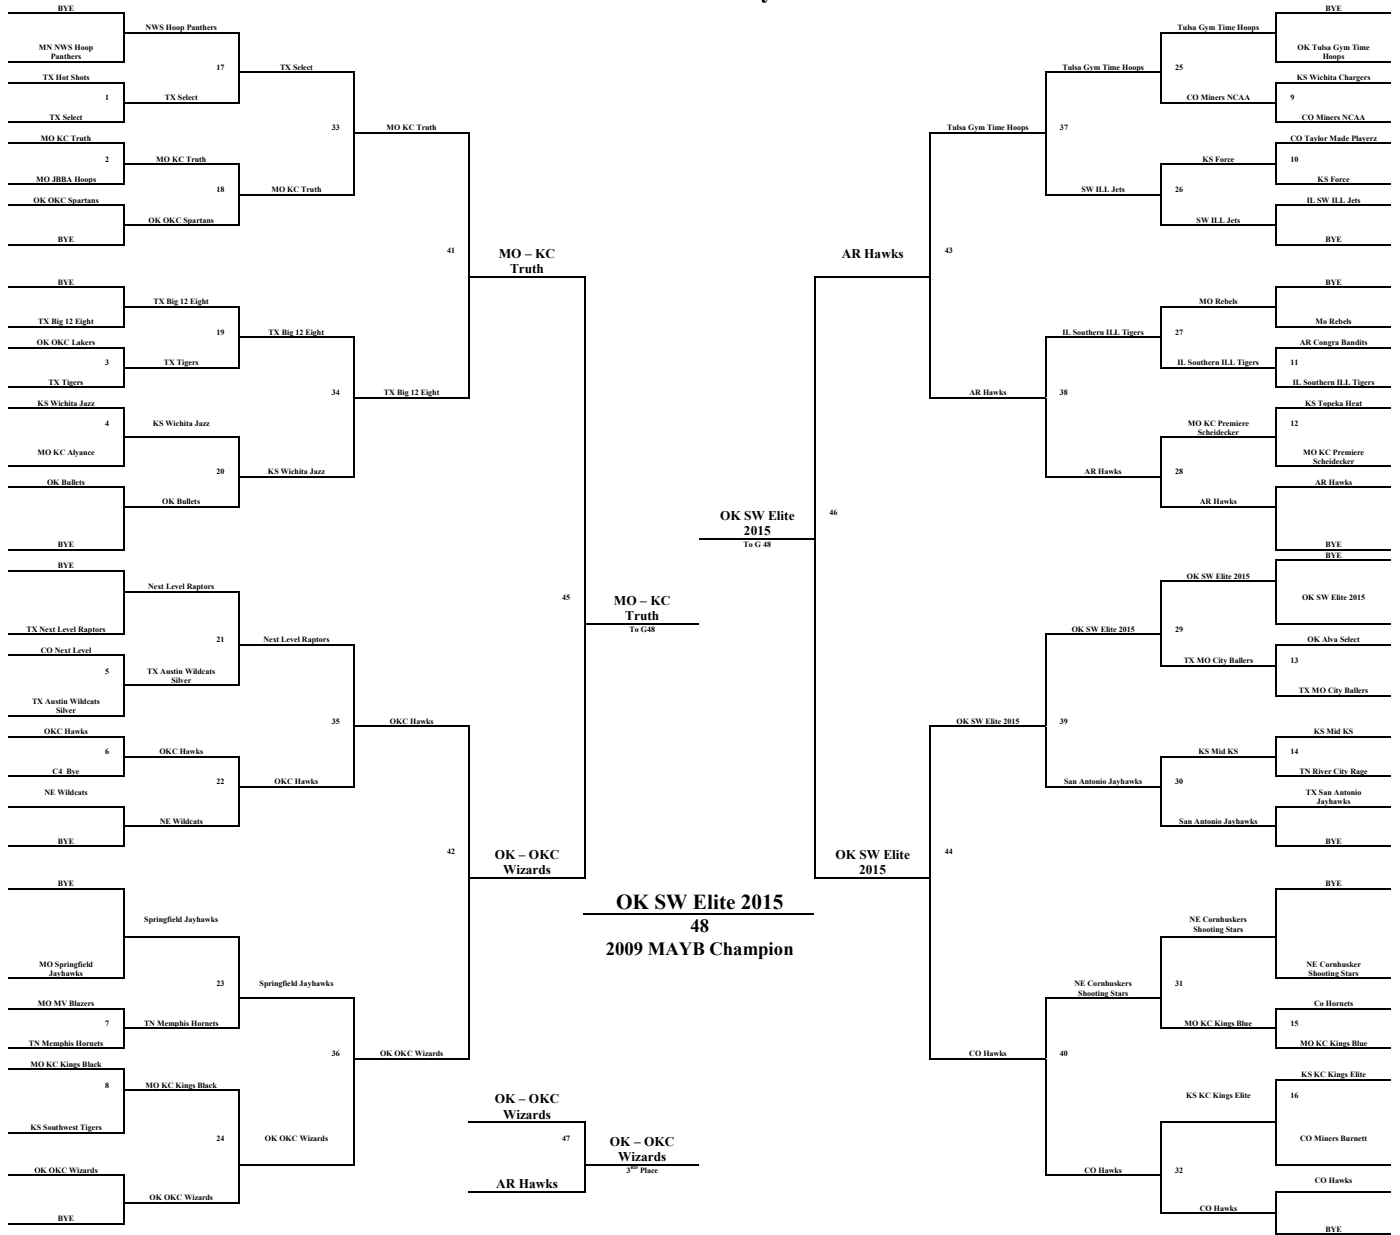 BYE
NWS Hoop Panthers
MN NWS Hoop
Panthers
17
TX Select
TX Hot Shots
1
TX Select
TX Select
33
MO KC Truth
MO KC Truth
2
MO KC Truth
MO JBBA Hoops
18
MO KC Truth
OK OKC Spartans
OK OKC Spartans
BYE
41
MO – KC
Truth
BYE
TX Big 12 Eight
TX Big 12 Eight
19
TX Big 12 Eight
OK OKC Lakers
3
TX Tigers
TX Tigers
34
TX Big 12 Eight
KS Wichita Jazz
4
KS Wichita Jazz
MO KC Alyance
20
KS Wichita Jazz
OK Bullets
OK Bullets
BYE
45
MO – KC
Truth
To G48
BYE
Next Level Raptors
TX Next Level Raptors
21
Next Level Raptors
CO Next Level
5
TX Austin Wildcats
Silver
TX Austin Wildcats
Silver
35
OKC Hawks
OKC Hawks
6
OKC Hawks
C4 Bye
22
OKC Hawks
NE Wildcats
NE Wildcats
BYE
42
OK – OKC
Wizards
BYE
Springfield Jayhawks
MO Springfield
Jayhawks
23
Springfield Jayhawks
MO MV Blazers
7
TN Memphis Hornets
TN Memphis Hornets
36
OK OKC Wizards
MO KC Kings Black
8
MO KC Kings Black
KS Southwest Tigers
24
OK OKC Wizards
OK OKC Wizards
OK OKC Wizards
BYE
OK – OKC
Wizards
47
OK – OKC
Wizards
3RD Place
AR Hawks
OK SW Elite 2015
48
2009 MAYB Champion
OK SW Elite
2015
To G 48
46
AR Hawks
43
Tulsa Gym Time Hoops
37
Tulsa Gym Time Hoops
25
Tulsa Gym Time Hoops
BYE
OK Tulsa Gym Time
Hoops
KS Wichita Chargers
9
CO Miners NCAA
CO Miners NCAA
CO Taylor Made Playerz
KS Force
10
KS Force
SW ILL Jets
26
IL SW ILL Jets
SW ILL Jets
BYE
BYE
MO Rebels
Mo Rebels
IL Southern ILL Tigers
27
AR Congra Bandits
IL Southern ILL Tigers
11
IL Southern ILL Tigers
AR Hawks
38
KS Topeka Heat
MO KC Premiere
Scheidecker
12
MO KC Premiere
Scheidecker
AR Hawks
28
AR Hawks
AR Hawks
BYE
BYE
OK SW Elite 2015
OK SW Elite 2015
OK SW Elite 2015
29
OK Alva Select
TX MO City Ballers
13
TX MO City Ballers
OK SW Elite 2015
39
KS Mid KS
KS Mid KS
14
TN River City Rage
San Antonio Jayhawks
30
TX San Antonio
Jayhawks
San Antonio Jayhawks
BYE
OK SW Elite
2015
44
BYE
NE Cornhuskers
Shooting Stars
NE Cornhusker
Shooting Stars
NE Cornhuskers
Shooting Stars
31
Co Hornets
MO KC Kings Blue
15
MO KC Kings Blue
CO Hawks
40
KS KC Kings Elite
KS KC Kings Elite
16
CO Miners Burnett
CO Hawks
32
CO Hawks
CO Hawks
BYE